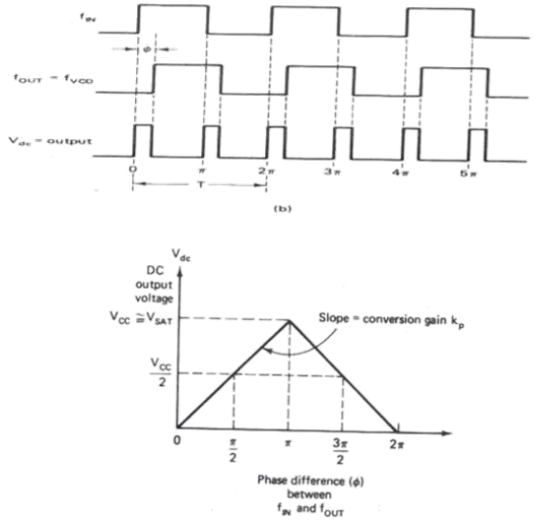 f_IN
φ
f_OUT = f_VCO
V_dc = output
0 π 2π 3π 4π 5π
T
(b)
V_dc
DC
output
voltage
V_CC ≅ V_SAT
Slope = conversion gain k_p
V_CC
2
0 π/2 π 3π/2 2π
Phase difference (φ)
between
f_IN and f_OUT